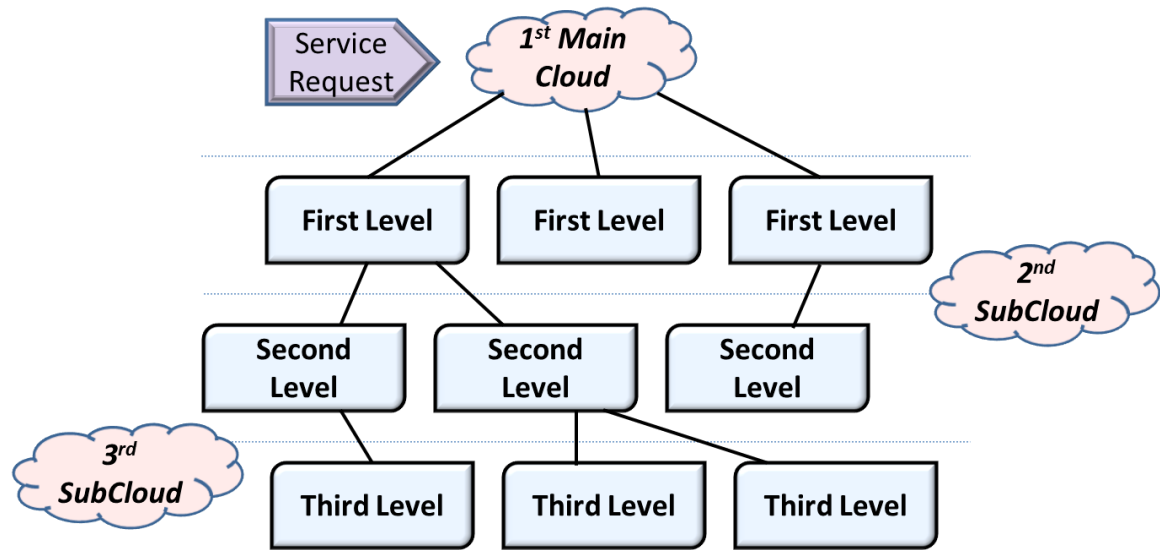 Service
Request
1st Main
Cloud
First Level
First Level
First Level
2nd
SubCloud
Second
Level
Second
Level
Second
Level
3rd
SubCloud
Third Level
Third Level
Third Level